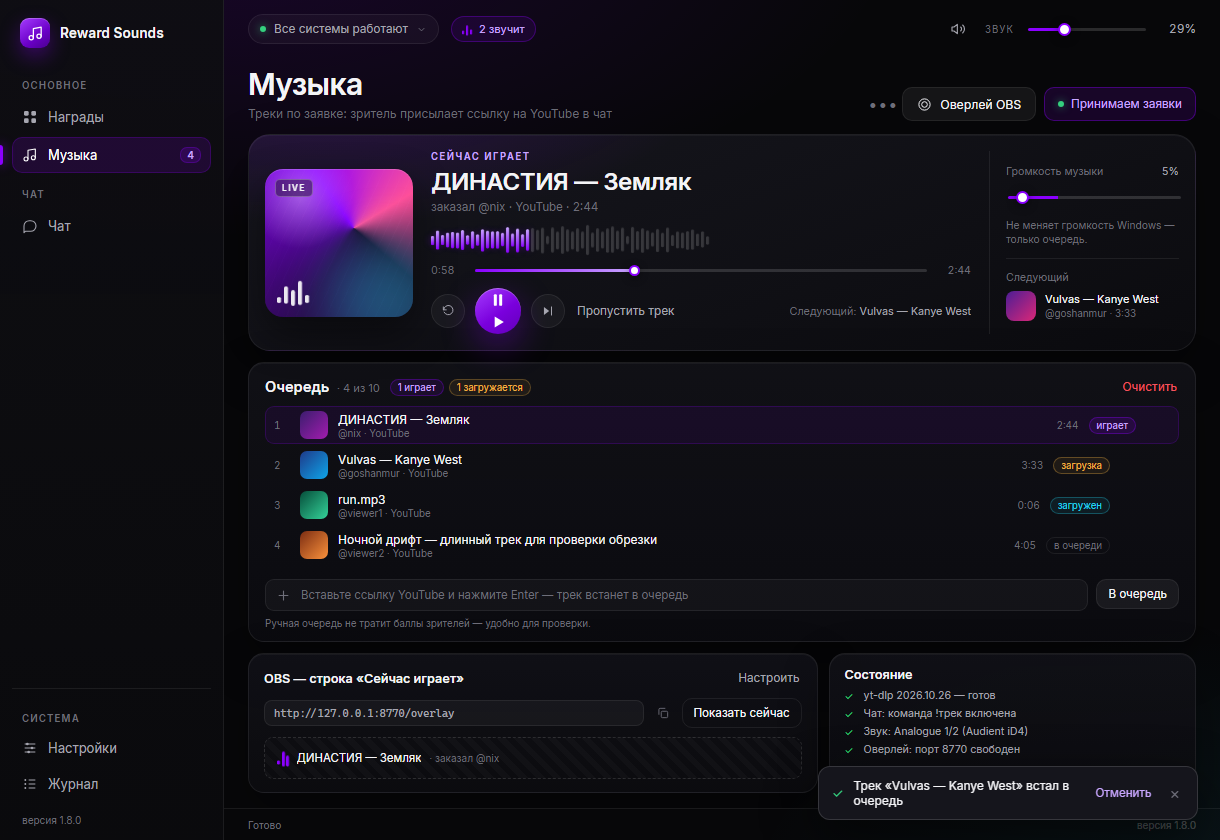 Reward Sounds
ОСНОВНОЕ
Награды
Музыка
4
ЧАТ
Чат
СИСТЕМА
Настройки
Журнал
версия 1.8.0
Все системы работают
2 звучит
ЗВУК
29%
Музыка
Треки по заявке: зритель присылает ссылку на YouTube в чат
Оверлей OBS
Принимаем заявки
LIVE
СЕЙЧАС ИГРАЕТ
ДИНАСТИЯ — Земляк
заказал @nix · YouTube · 2:44
0:58
2:44
Пропустить трек
Следующий: Vulvas — Kanye West
Громкость музыки 5%
Не меняет громкость Windows —
только очередь.
Следующий
Vulvas — Kanye West
@goshanmur · 3:33
Очередь · 4 из 10 1 играет 1 загружается
Очистить
1 ДИНАСТИЯ — Земляк 2:44 играет
@nix · YouTube
2 Vulvas — Kanye West 3:33 загрузка
@goshanmur · YouTube
3 run.mp3 0:06 загружен
@viewer1 · YouTube
4 Ночной дрифт — длинный трек для проверки обрезки 4:05 в очереди
@viewer2 · YouTube
Вставьте ссылку YouTube и нажмите Enter — трек встанет в очередь
В очередь
Ручная очередь не тратит баллы зрителей — удобно для проверки.
OBS — строка «Сейчас играет»
Настроить
http://127.0.0.1:8770/overlay
Показать сейчас
ДИНАСТИЯ — Земляк · заказал @nix
Состояние
yt-dlp 2026.10.26 — готов
Чат: команда !трек включена
Звук: Analogue 1/2 (Audient iD4)
Оверлей: порт 8770 свободен
Трек «Vulvas — Kanye West» встал в
очередь
Отменить
Готово
версия 1.8.0